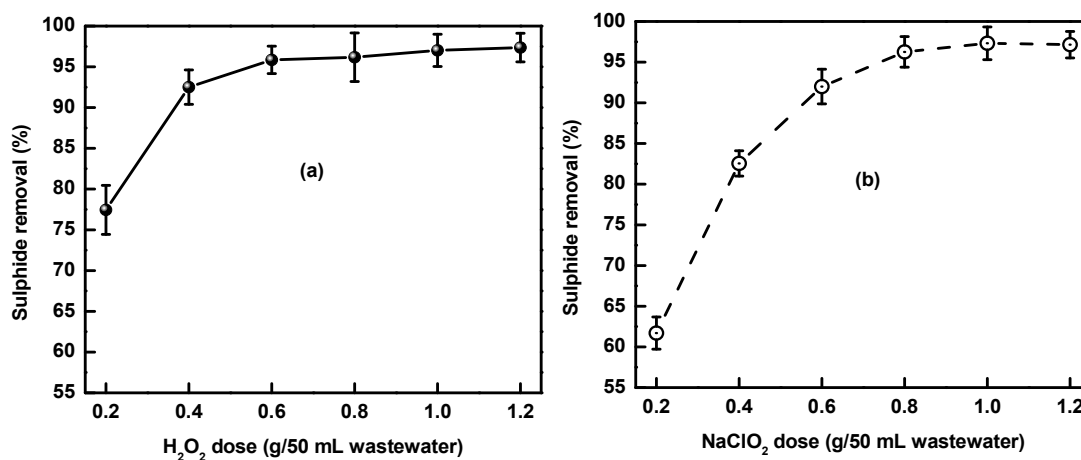 100
95
90
85
80
75
70
65
60
55
Sulphide removal (%)
(a)
0.2 0.4 0.6 0.8 1.0 1.2
H₂O₂ dose (g/50 mL wastewater)
100
95
90
85
80
75
70
65
60
55
Sulphide removal (%)
(b)
0.2 0.4 0.6 0.8 1.0 1.2
NaClO₂ dose (g/50 mL wastewater)